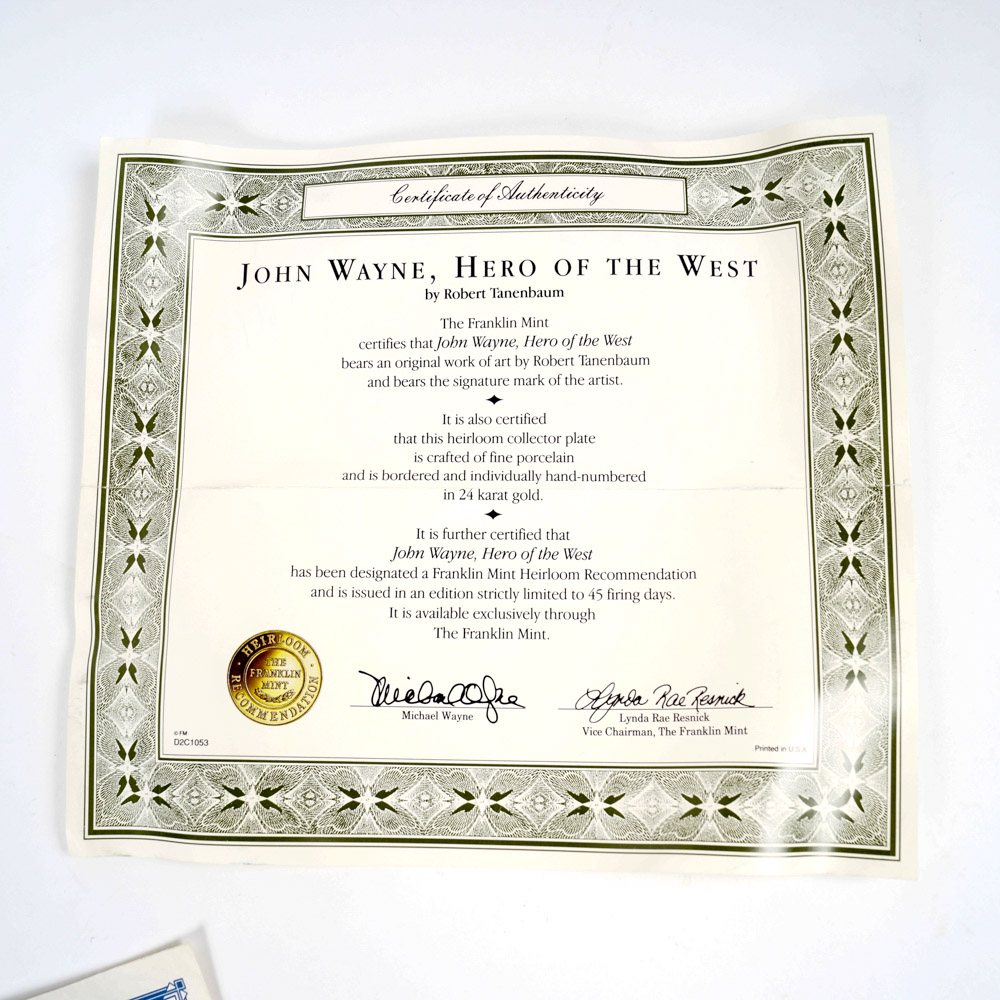 Certificate of Authenticity
JOHN WAYNE, HERO OF THE WEST
by Robert Tanenbaum
The Franklin Mint
certifies that John Wayne, Hero of the West
bears an original work of art by Robert Tanenbaum
and bears the signature mark of the artist.
It is also certified
that this heirloom collector plate
is crafted of fine porcelain
and is bordered and individually hand-numbered
in 24 karat gold.
It is further certified that
John Wayne, Hero of the West
has been designated a Franklin Mint Heirloom Recommendation
and is issued in an edition strictly limited to 45 firing days.
It is available exclusively through
The Franklin Mint.
HEIRLOOM
THE
FRANKLIN
MINT
RECOMMENDATION
Michael Wayne
Michael Wayne
Lynda Rae Resnick
Lynda Rae Resnick
Vice Chairman, The Franklin Mint
© FM
D2C1053
Printed in U.S.A